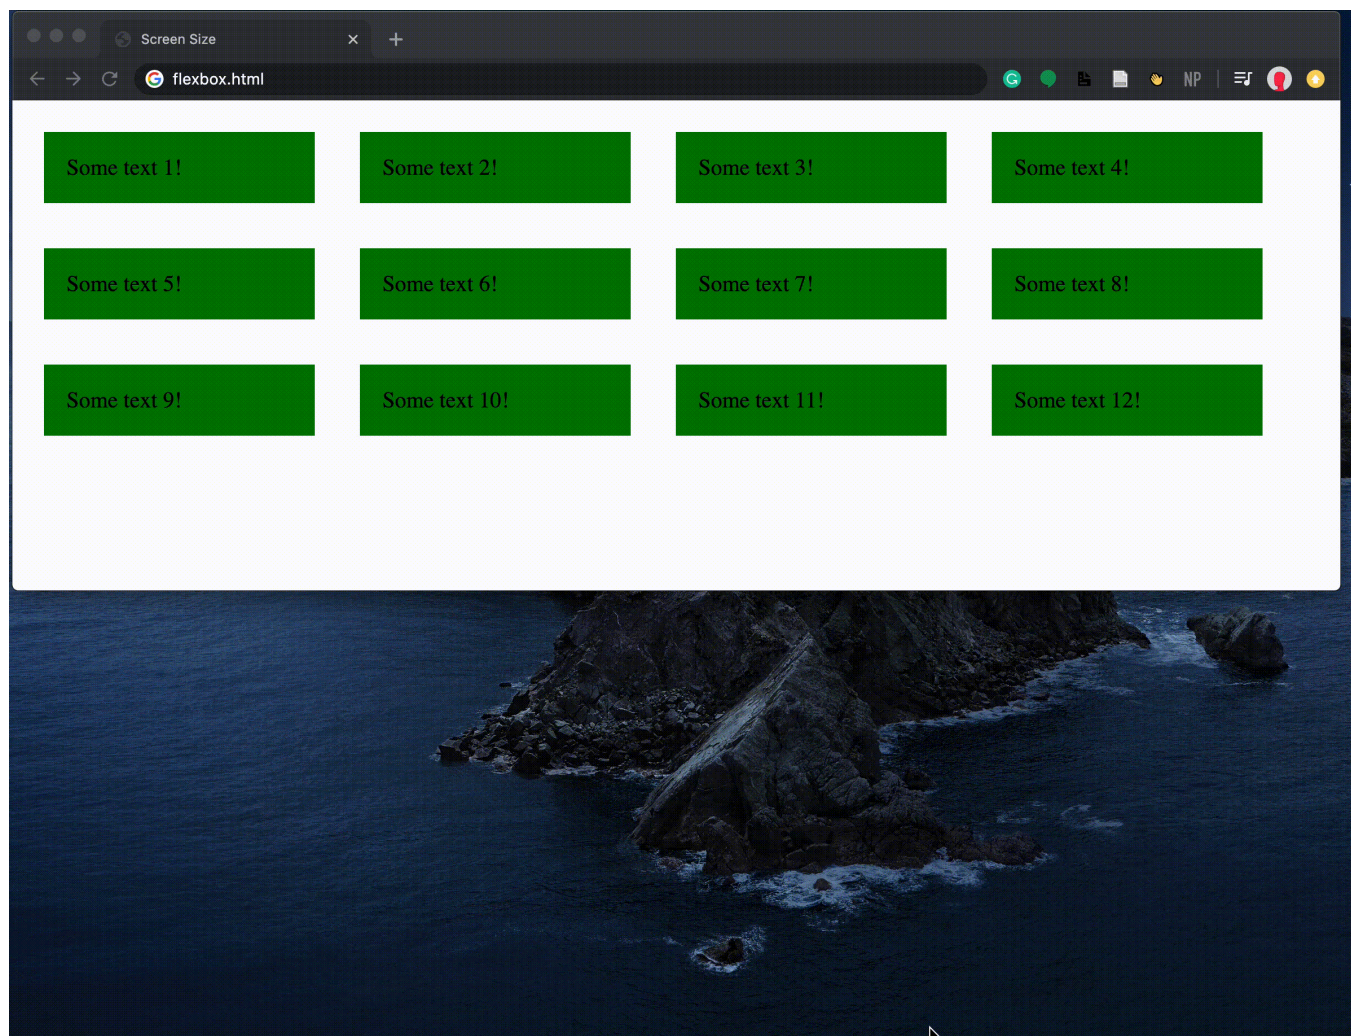 Screen Size
flexbox.html
NP
Some text 1! Some text 2! Some text 3! Some text 4!
Some text 5! Some text 6! Some text 7! Some text 8!
Some text 9! Some text 10! Some text 11! Some text 12!